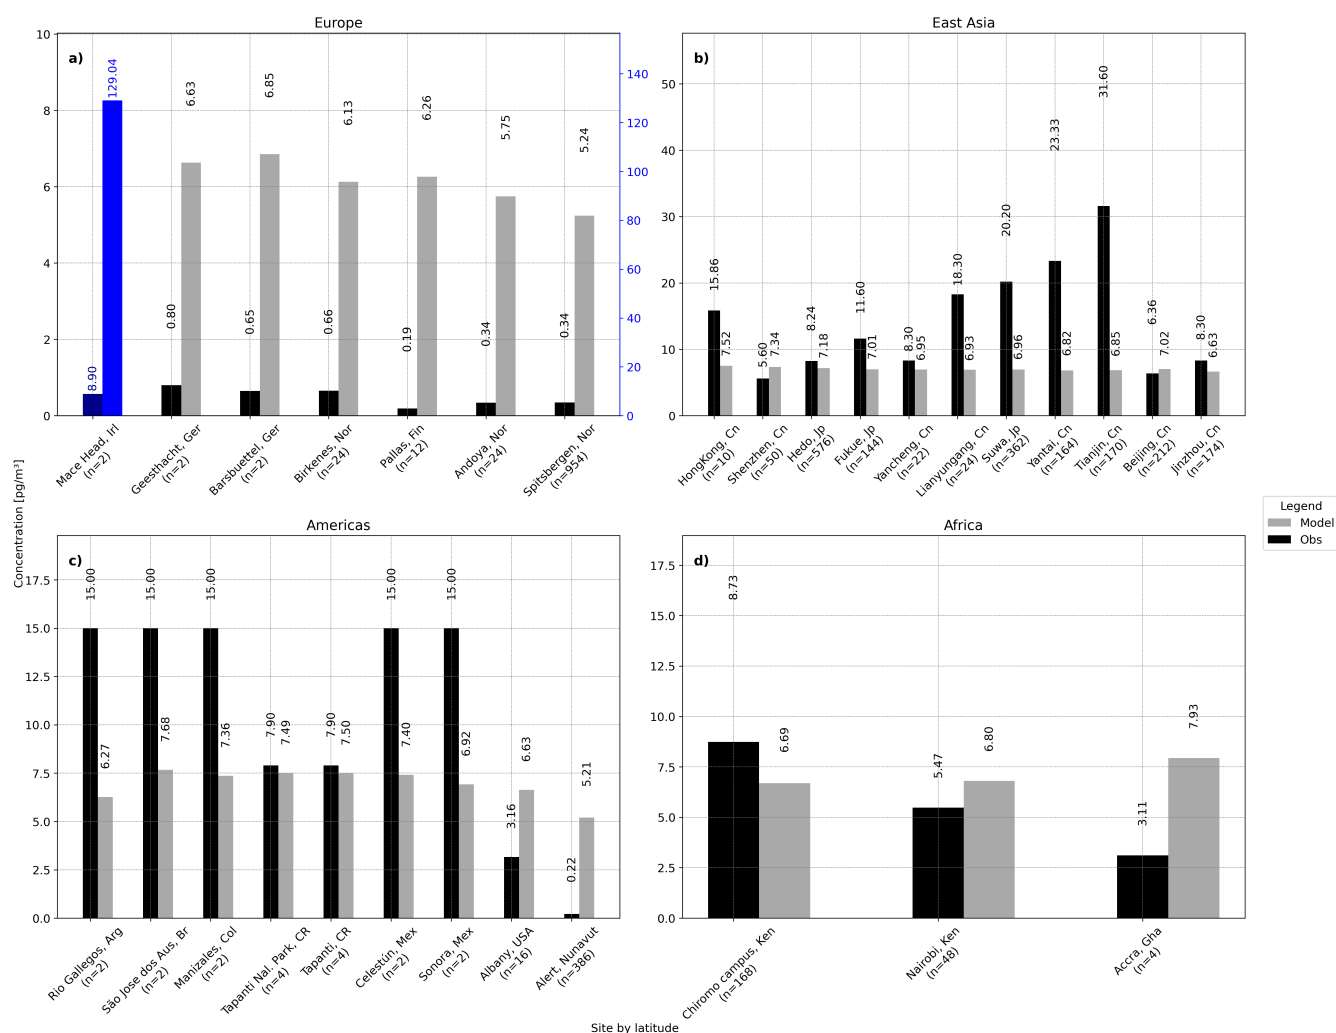 Europe
a)
10
8
6
4
2
0
140
120
100
80
60
40
20
0
8.90
129.04
0.80
6.63
0.65
6.85
0.66
6.13
0.19
6.26
0.34
5.75
0.34
5.24
Mace Head, Irl
(n=2)
Geesthacht, Ger
(n=2)
Barsbuettel, Ger
(n=2)
Birkenes, Nor
(n=24)
Pallas, Fin
(n=12)
Andoya, Nor
(n=24)
Spitsbergen, Nor
(n=954)
East Asia
b)
50
40
30
20
10
0
15.86
7.52
5.60
7.34
8.24
7.18
11.60
7.01
8.30
6.95
18.30
6.93
20.20
6.96
23.33
6.82
31.60
6.85
6.36
7.02
8.30
6.63
HongKong, Cn
(n=10)
Shenzhen, Cn
(n=50)
Hedo, Jp
(n=576)
Fukue, Jp
(n=144)
Yancheng, Cn
(n=22)
Lianyungang, Cn
(n=24)
Suwa, Jp
(n=362)
Yantai, Cn
(n=164)
Tianjin, Cn
(n=170)
Beijing, Cn
(n=212)
Jinzhou, Cn
(n=174)
Concentration [pg/m³]
Legend
Model
Obs
Americas
c)
17.5
15.0
12.5
10.0
7.5
5.0
2.5
0.0
15.00
6.27
15.00
7.68
15.00
7.36
7.90
7.49
7.90
7.50
15.00
7.40
15.00
6.92
3.16
6.63
0.22
5.21
Rio Gallegos, Arg
(n=2)
São Jose dos Aus, Br
(n=2)
Manizales, Col
(n=2)
Tapanti Nal. Park, CR
(n=4)
Tapanti, CR
(n=4)
Celestún, Mex
(n=2)
Sonora, Mex
(n=2)
Albany, USA
(n=16)
Alert, Nunavut
(n=386)
Africa
d)
17.5
15.0
12.5
10.0
7.5
5.0
2.5
0.0
8.73
6.69
5.47
6.80
3.11
7.93
Chiromo campus, Ken
(n=168)
Nairobi, Ken
(n=48)
Accra, Gha
(n=4)
Site by latitude